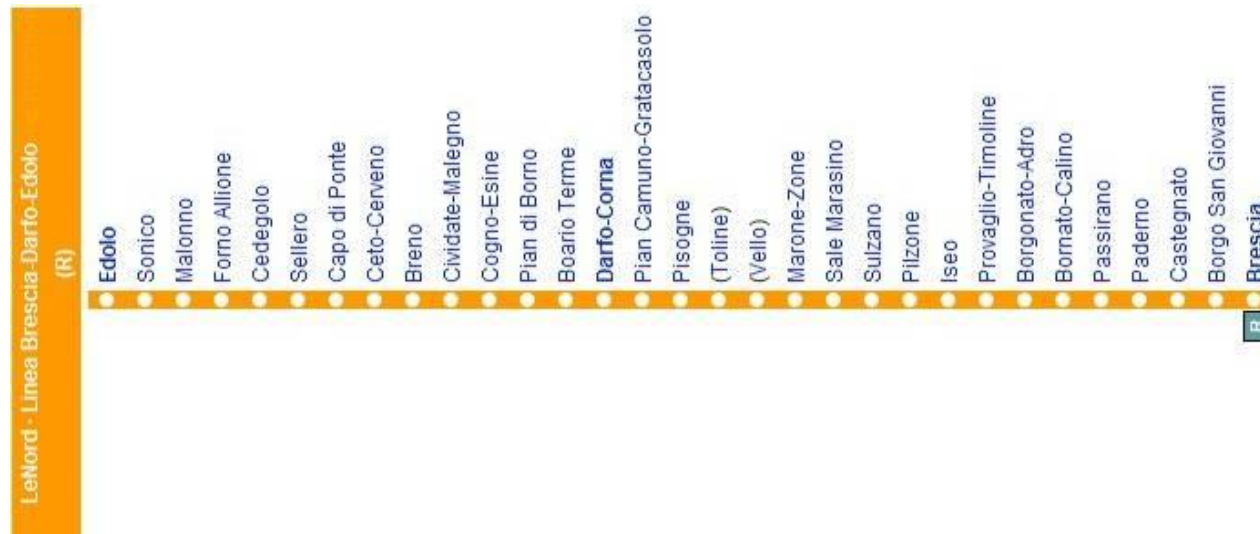 LeNord - Linea Brescia-Darfo-Edolo
(R)
Edolo
Sonico
Malonno
Forno Allione
Cedegolo
Sellero
Capo di Ponte
Ceto-Cerveno
Breno
Cividate-Malegno
Cogno-Esine
Pian di Borno
Boario Terme
Darfo-Corna
Pian Camuno-Gratacasolo
Pisogne
(Toline)
(Vello)
Marone-Zone
Sale Marasino
Sulzano
Pilzone
Iseo
Provaglio-Timoline
Borgonato-Adro
Bornato-Calino
Passirano
Paderno
Castegnato
Borgo San Giovanni
Brescia
R